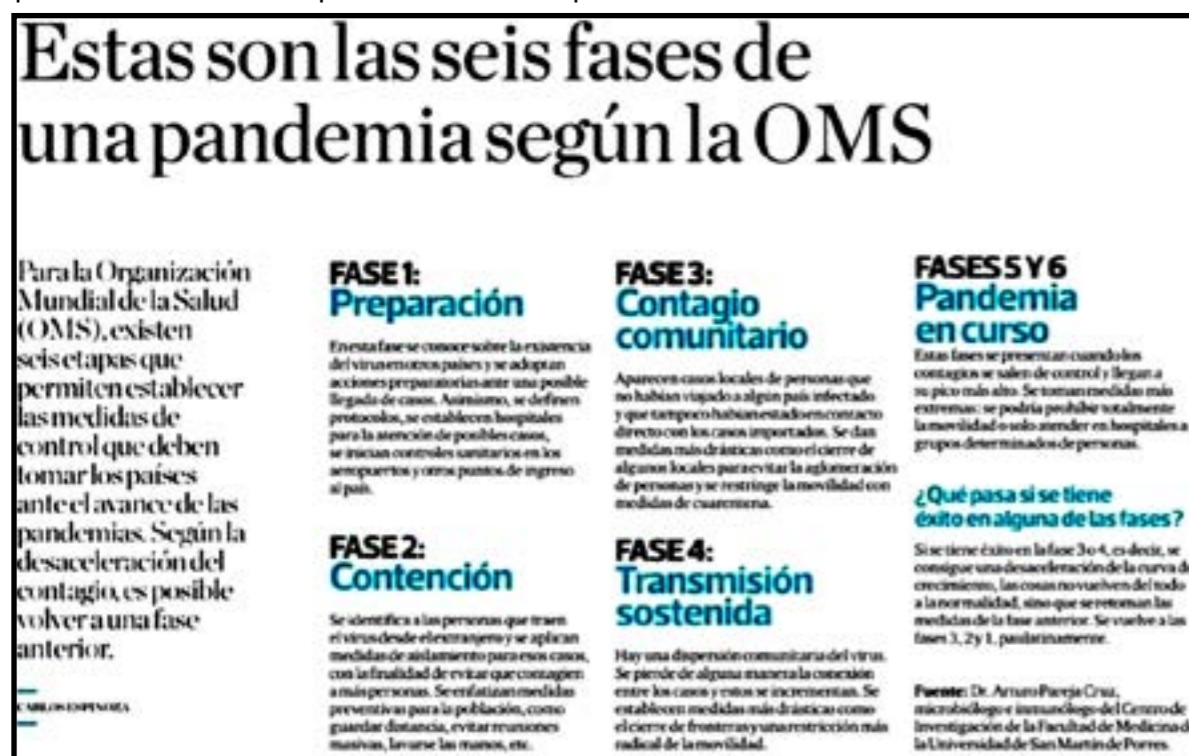 Estas son las seis fases de
una pandemia según la OMS
Para la Organización
Mundial de la Salud
(OMS), existen
seis etapas que
permiten establecer
las medidas de
control que deben
tomar los países
ante el avance de las
pandemias. Según la
desaceleración del
contagio, es posible
volver a una fase
anterior.
CARLOS ESPINOZA
FASE 1:
Preparación
En esta fase se conoce sobre la existencia
del virus en otros países y se adoptan
acciones preparatorias ante una posible
llegada de casos. Asimismo, se definen
protocolos, se establecen hospitales
para la atención de posibles casos,
se inician controles sanitarios en los
aeropuertos y otros puntos de ingreso
al país.
FASE 2:
Contención
Se identifica a las personas que traen
el virus desde el extranjero y se aplican
medidas de aislamiento para esos casos,
con la finalidad de evitar que contagien
a más personas. Se enfatizan medidas
preventivas para la población, como
guardar distancia, evitar reuniones
masivas, lavarse las manos, etc.
FASE 3:
Contagio
comunitario
Aparecen casos locales de personas que
no habían viajado a algún país infectado
y que tampoco habían estado en contacto
directo con los casos importados. Se dan
medidas más drásticas como el cierre de
algunos locales para evitar la aglomeración
de personas y se restringe la movilidad con
medidas de cuarentena.
FASE 4:
Transmisión
sostenida
Hay una dispersión comunitaria del virus.
Se pierde de alguna manera la conexión
entre los casos y estos se incrementan. Se
establecen medidas más drásticas como
el cierre de fronteras y una restricción más
radical de la movilidad.
FASES 5 Y 6
Pandemia
en curso
Estas fases se presentan cuando los
contagios se salen de control y llegan a
su pico más alto. Se toman medidas más
extremas: se podría prohibir totalmente
la movilidad o solo atender en hospitales a
grupos determinados de personas.
¿Qué pasa si se tiene
éxito en alguna de las fases?
Si se tiene éxito en la fase 3 o 4, es decir, se
consigue una desaceleración de la curva de
crecimiento, las cosas no vuelven del todo
a la normalidad, sino que se retoman las
medidas de la fase anterior. Se vuelve a las
fases 3, 2 y 1, paulatinamente.
Fuente: Dr. Arturo Pareja Cruz,
microbiólogo e inmunólogo del Centro de
Investigación de la Facultad de Medicina de
la Universidad de San Martín de Porres.